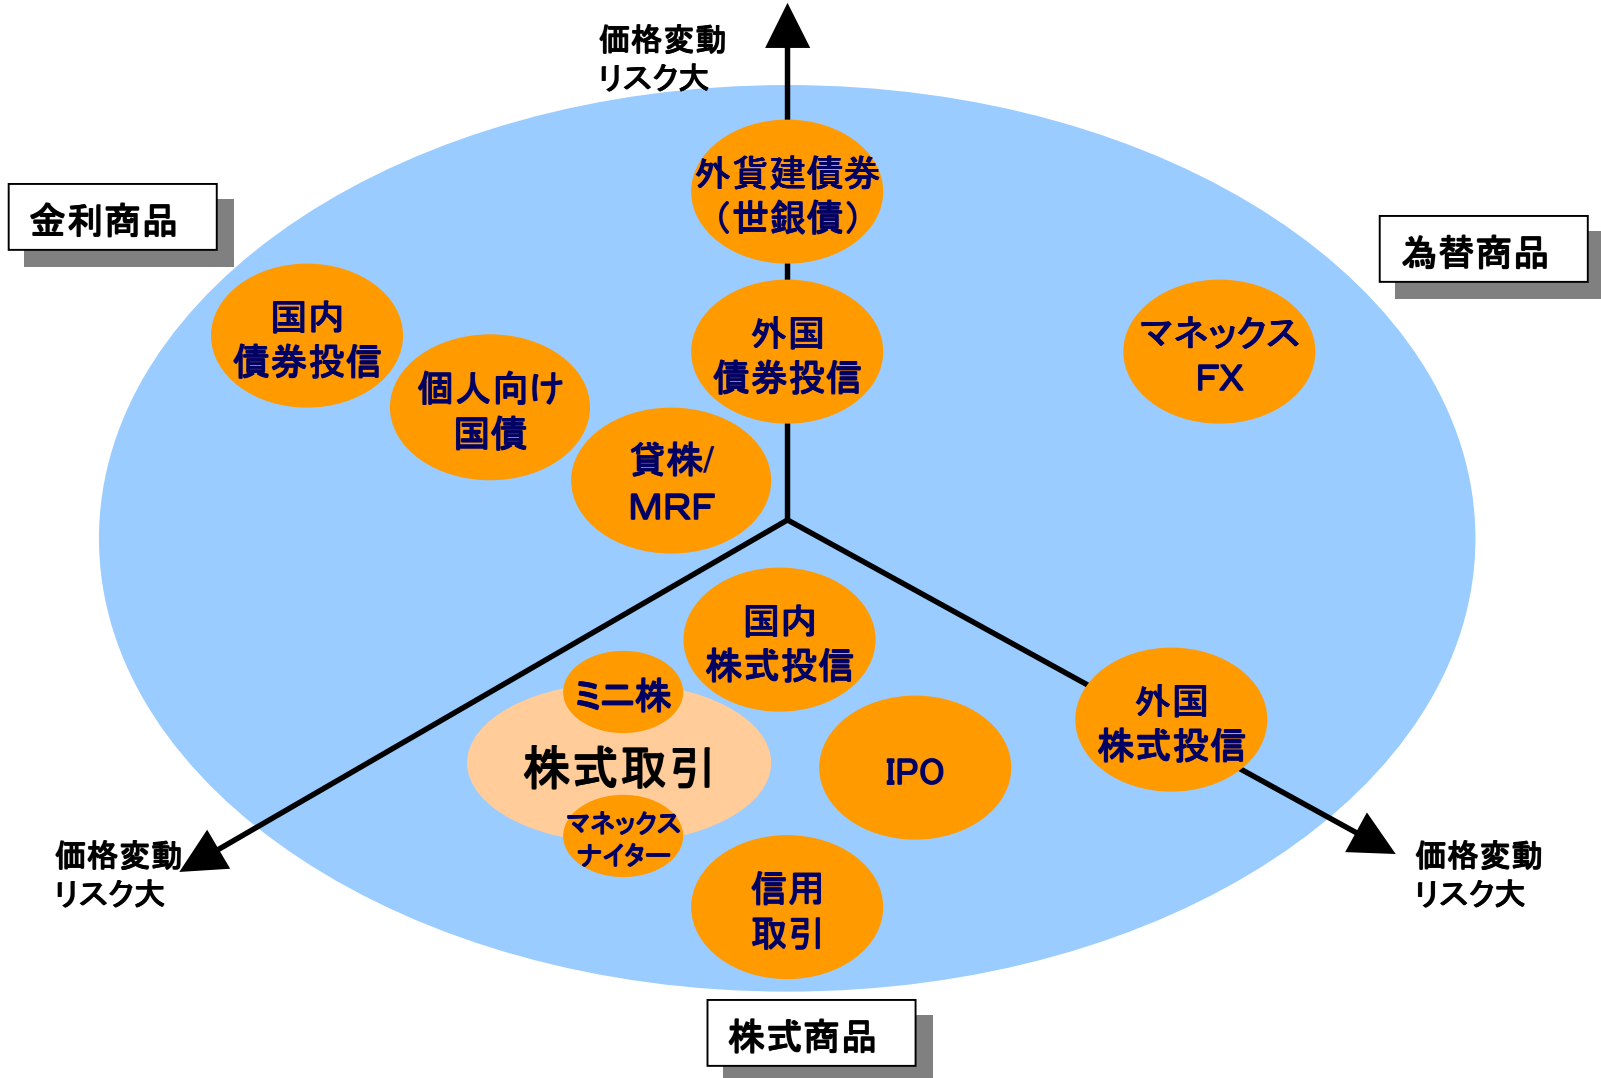 価格変動
リスク大
外貨建債券
（世銀債）
金利商品
為替商品
国内
債券投信
外国
債券投信
マネックス
FX
個人向け
国債
貸株/
MRF
国内
株式投信
ミニ株
株式取引
マネックス
ナイター
IPO
外国
株式投信
信用
取引
価格変動
リスク大
価格変動
リスク大
株式商品